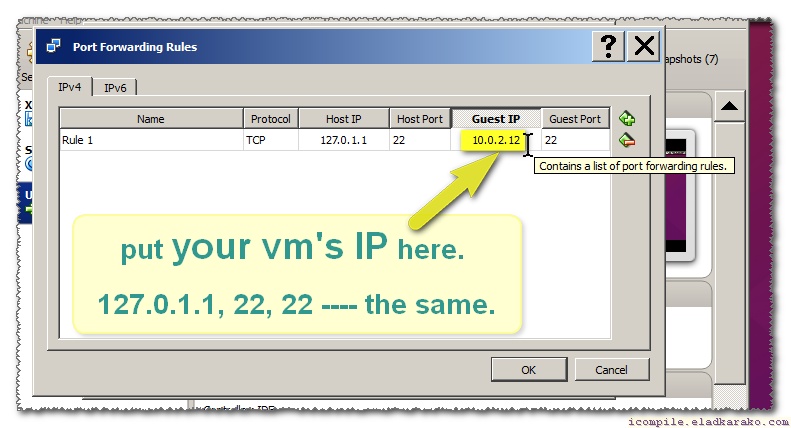 Port Forwarding Rules
?
apshots (7)
Se
IPv4 IPv6
X
Name Protocol Host IP Host Port Guest IP Guest Port
Rule 1 TCP 127.0.1.1 22 10.0.2.12 22
S
Contains a list of port forwarding rules.
U
put your vm's IP here.
127.0.1.1, 22, 22 ---- the same.
OK Cancel
icompile.eladkarako.com